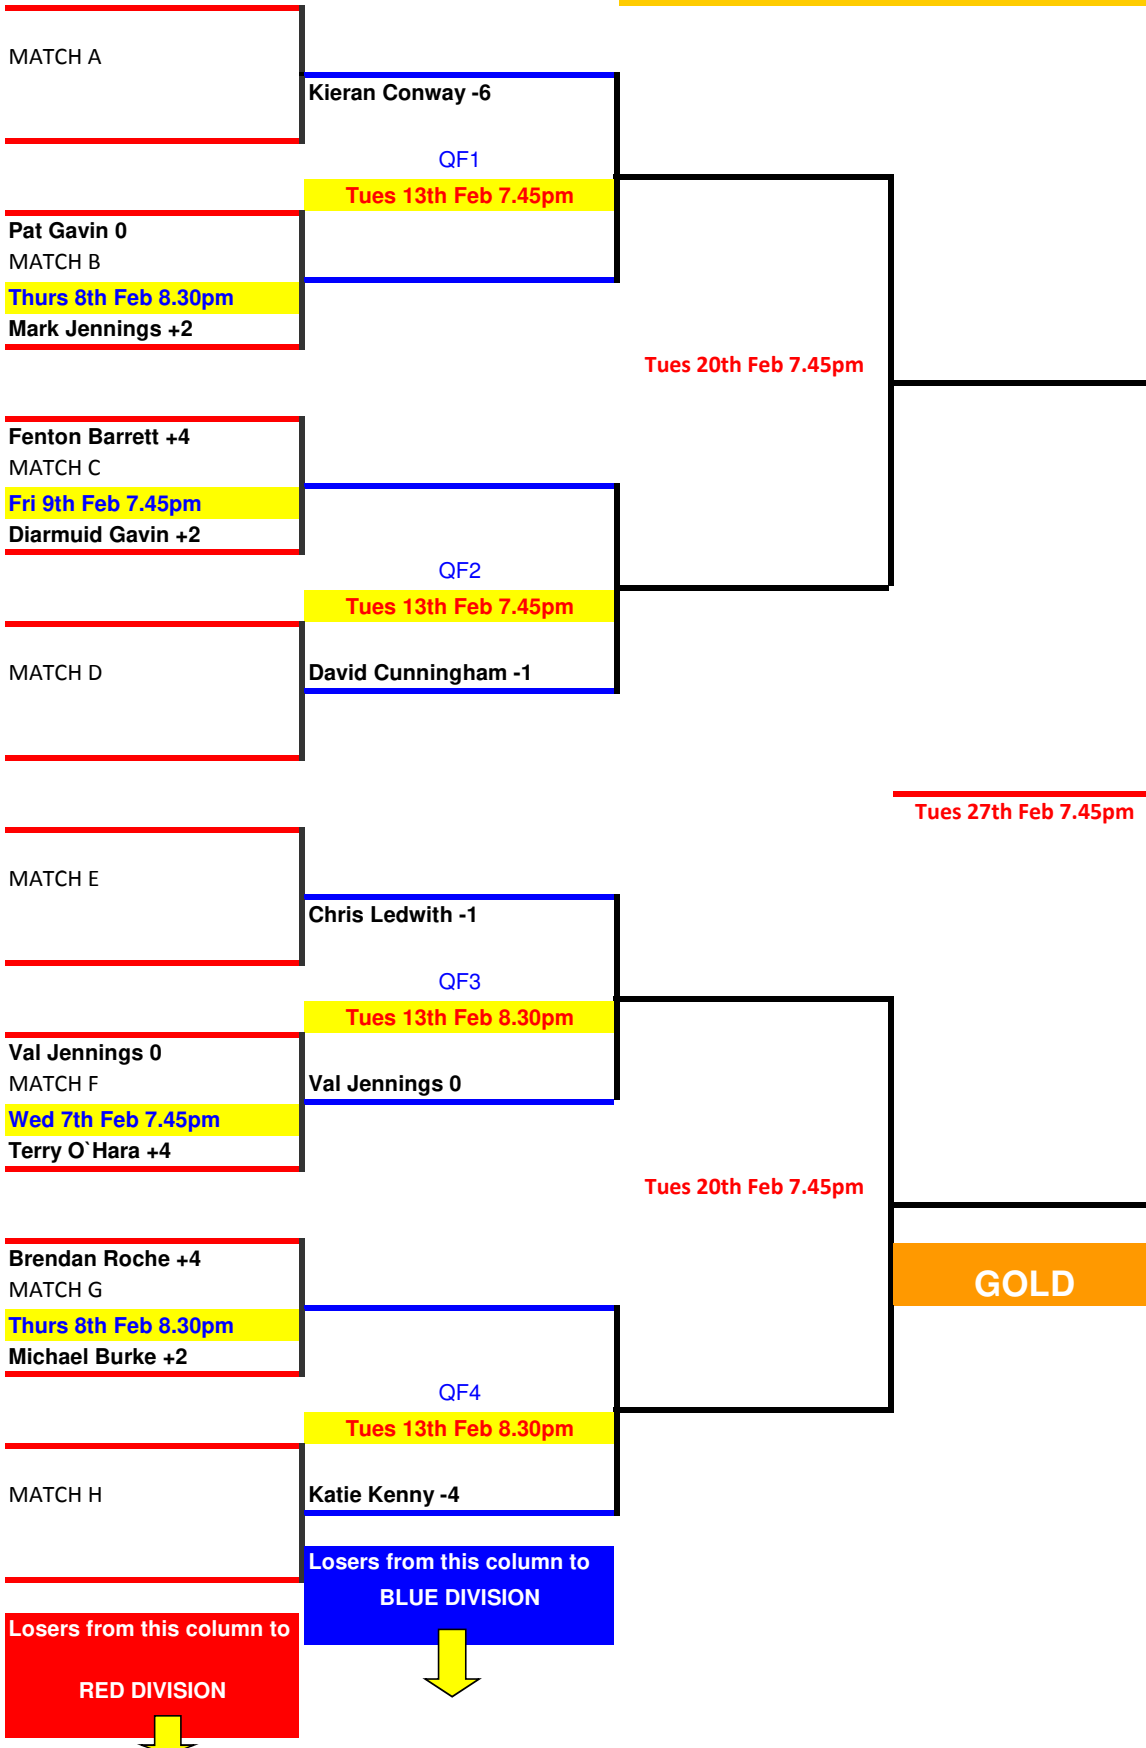 MATCH A
Kieran Conway -6
QF1
Tues 13th Feb 7.45pm
Pat Gavin 0
MATCH B
Thurs 8th Feb 8.30pm
Mark Jennings +2
Tues 20th Feb 7.45pm
Fenton Barrett +4
MATCH C
Fri 9th Feb 7.45pm
Diarmuid Gavin +2
QF2
Tues 13th Feb 7.45pm
MATCH D
David Cunningham -1
Tues 27th Feb 7.45pm
MATCH E
Chris Ledwith -1
QF3
Tues 13th Feb 8.30pm
Val Jennings 0
MATCH F
Val Jennings 0
Wed 7th Feb 7.45pm
Terry O`Hara +4
Tues 20th Feb 7.45pm
Brendan Roche +4
MATCH G
GOLD
Thurs 8th Feb 8.30pm
Michael Burke +2
QF4
Tues 13th Feb 8.30pm
MATCH H
Katie Kenny -4
Losers from this column to
BLUE DIVISION
Losers from this column to
RED DIVISION